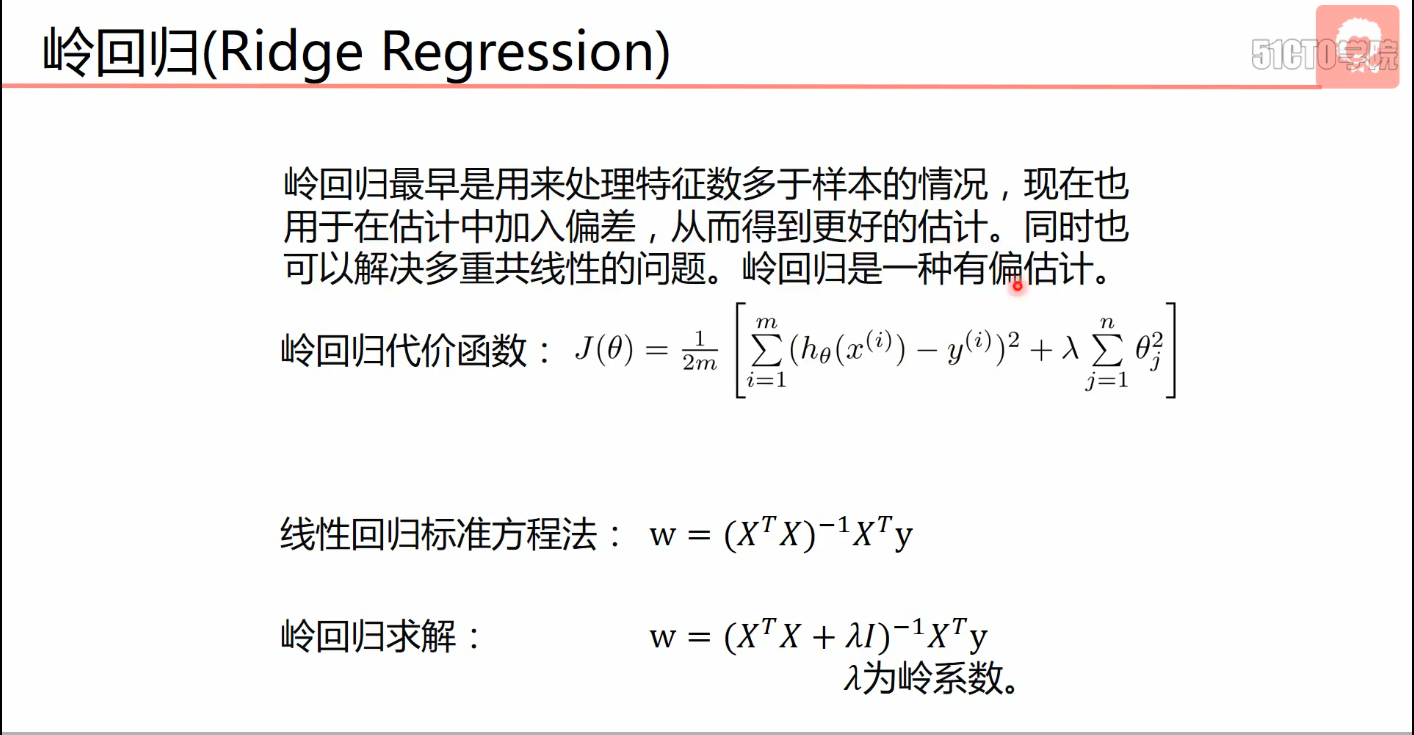 岭回归(Ridge Regression)
51CTO学院
岭回归最早是用来处理特征数多于样本的情况，现在也
用于在估计中加入偏差，从而得到更好的估计。同时也
可以解决多重共线性的问题。岭回归是一种有偏估计。
岭回归代价函数： $J(\theta) = \frac{1}{2m}\left[\sum_{i=1}^{m}(h_\theta(x^{(i)}) - y^{(i)})^2 + \lambda\sum_{j=1}^{n}\theta_j^2\right]$
线性回归标准方程法： w = $(X^TX)^{-1}X^T$y
岭回归求解： w = $(X^TX + \lambda I)^{-1}X^T$y
λ为岭系数。